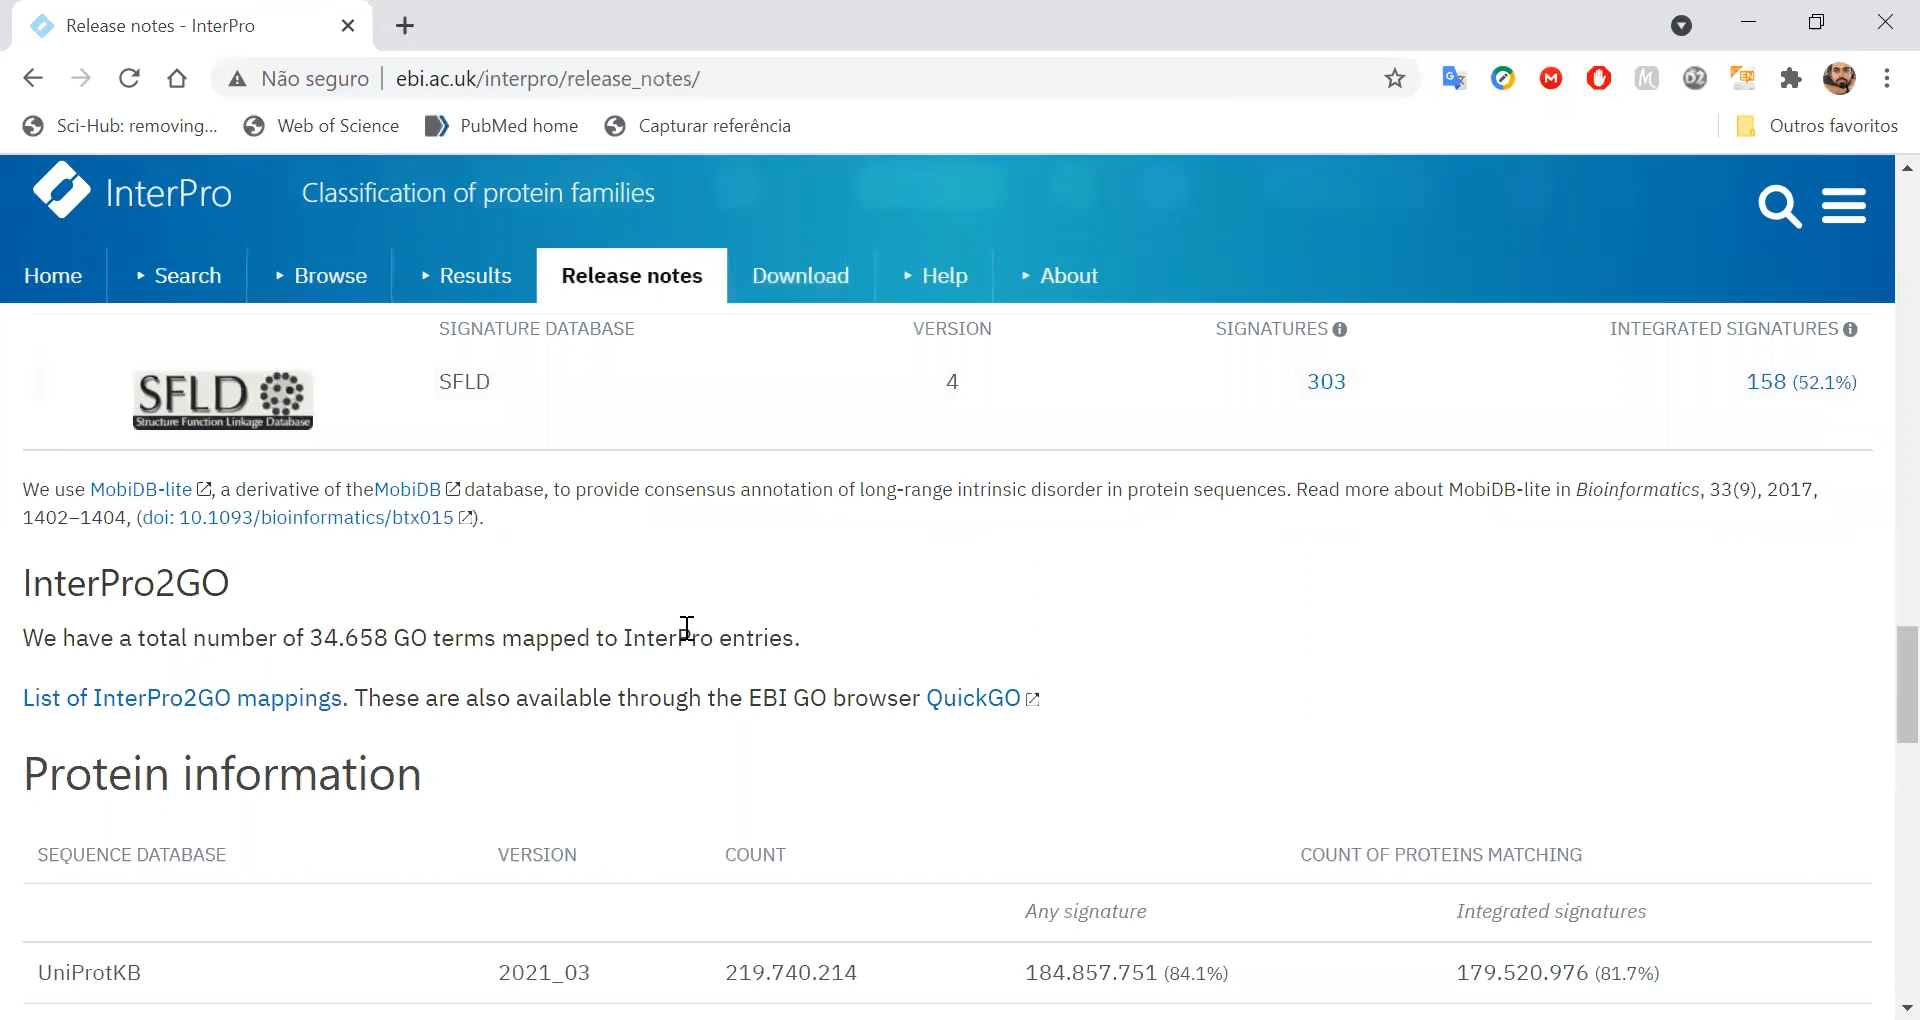 Release notes - InterPro
Não seguro ebi.ac.uk/interpro/release_notes/
Sci-Hub: removing... Web of Science PubMed home Capturar referência Outros favoritos
InterPro Classification of protein families
Home Search Browse Results Release notes Download Help About
SIGNATURE DATABASE VERSION SIGNATURES INTEGRATED SIGNATURES
SFLD Structure Function Linkage Database SFLD 4 303 158 (52.1%)
We use MobiDB-lite, a derivative of theMobiDB database, to provide consensus annotation of long-range intrinsic disorder in protein sequences. Read more about MobiDB-lite in Bioinformatics, 33(9), 2017,
1402–1404, (doi: 10.1093/bioinformatics/btx015).
InterPro2GO
We have a total number of 34.658 GO terms mapped to InterPro entries.
List of InterPro2GO mappings. These are also available through the EBI GO browser QuickGO
Protein information
SEQUENCE DATABASE VERSION COUNT COUNT OF PROTEINS MATCHING
Any signature Integrated signatures
UniProtKB 2021_03 219.740.214 184.857.751 (84.1%) 179.520.976 (81.7%)